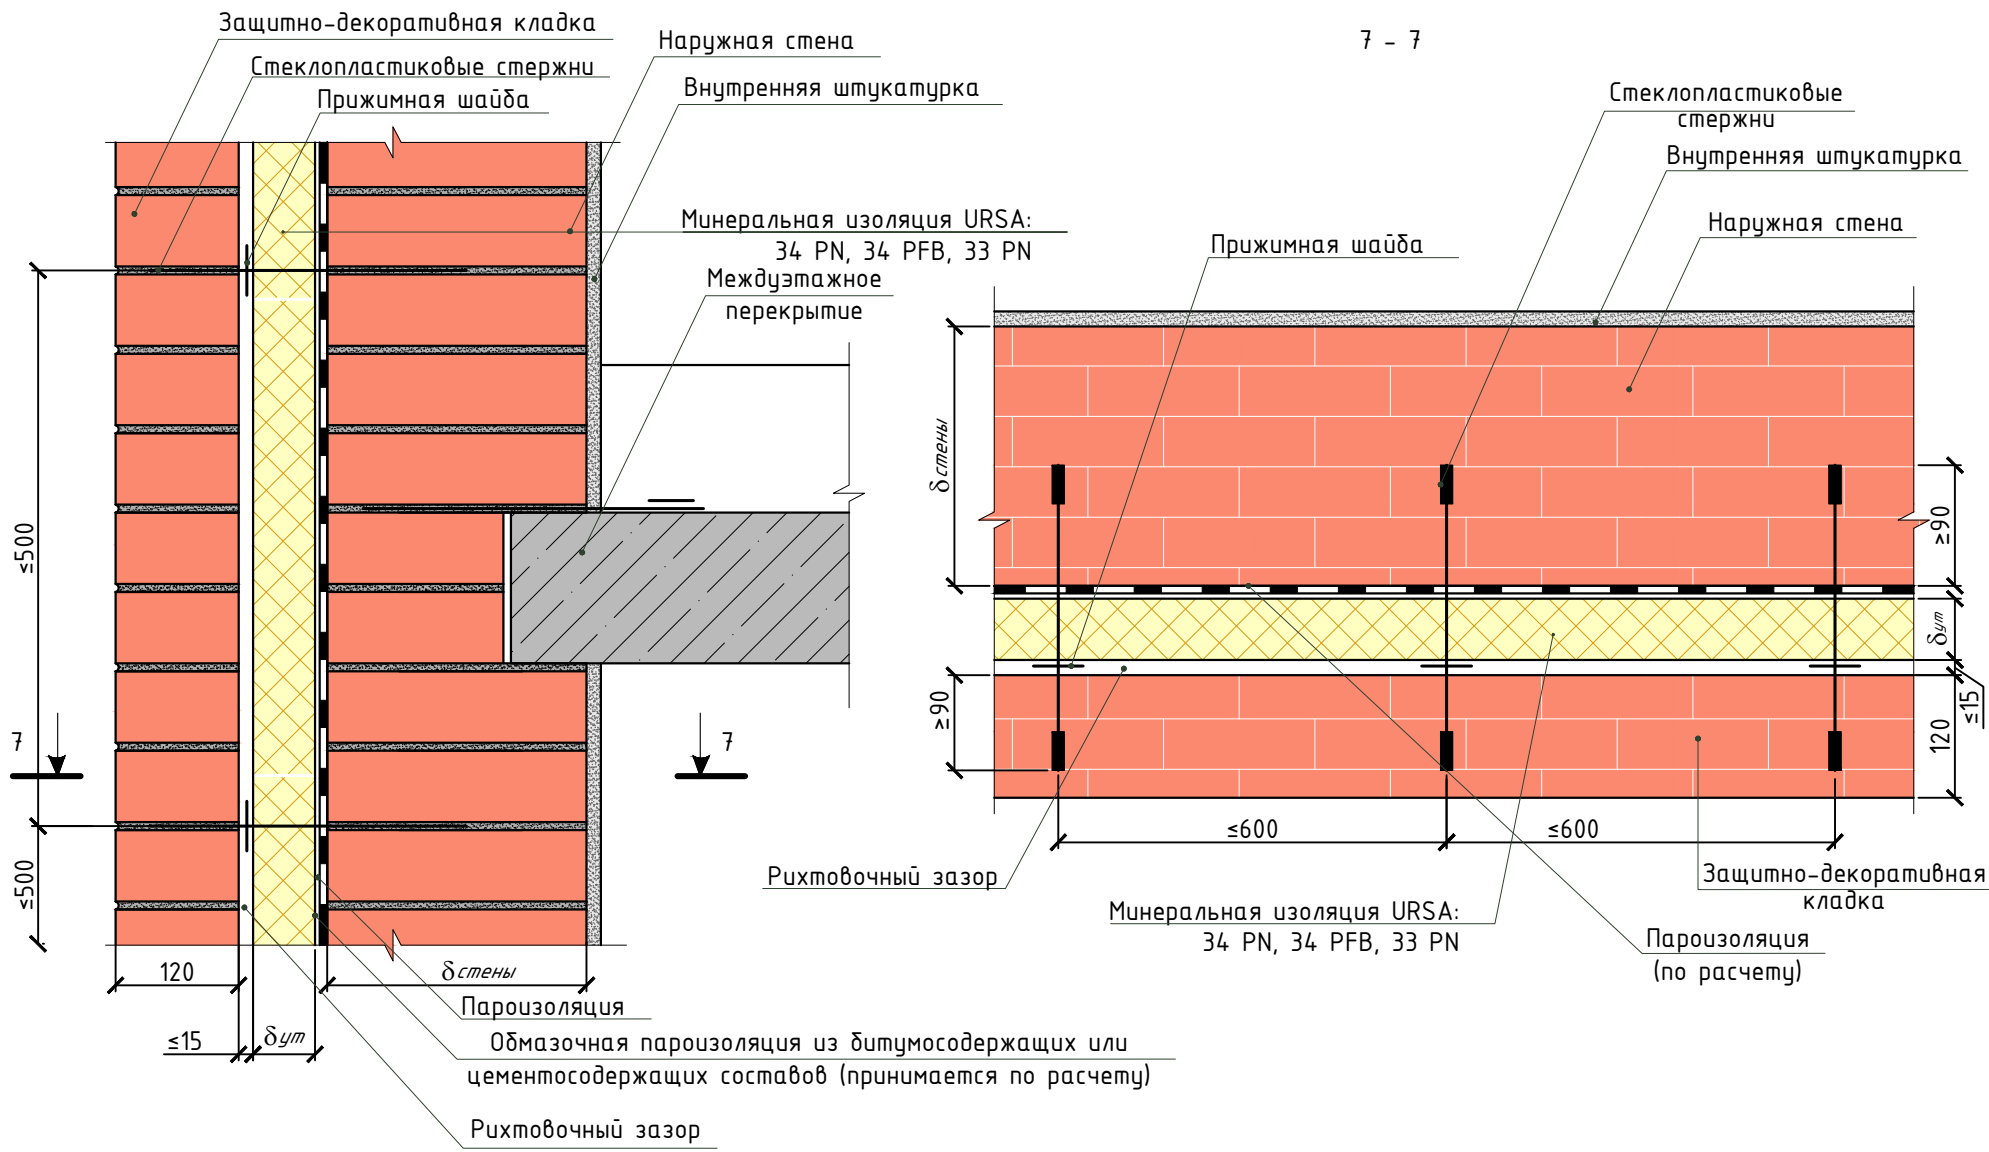 Защитно-декоративная кладка
Стеклопластиковые стержни
Прижимная шайба
Наружная стена
Внутренняя штукатурка
Минеральная изоляция URSA:
34 PN, 34 PFB, 33 PN
Междуэтажное
перекрытие
≤500
≤500
7
7
120
δстены
≤15
δут
Пароизоляция
Обмазочная пароизоляция из битумосодержащих или
цементосодержащих составов (принимается по расчету)
Рихтовочный зазор
7 - 7
Стеклопластиковые
стержни
Внутренняя штукатурка
Наружная стена
Прижимная шайба
δстены
≥90
≥90
δут
≤15
120
≤600
≤600
Рихтовочный зазор
Минеральная изоляция URSA:
34 PN, 34 PFB, 33 PN
Защитно-декоративная
кладка
Пароизоляция
(по расчету)